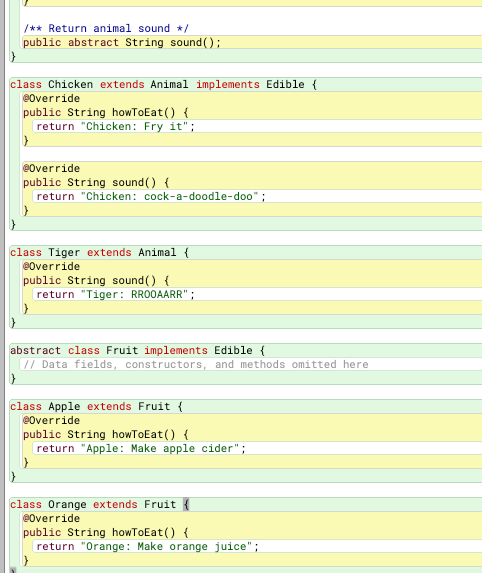 }
/** Return animal sound */
public abstract String sound();
}
class Chicken extends Animal implements Edible {
@Override
public String howToEat() {
return "Chicken: Fry it";
}
@Override
public String sound() {
return "Chicken: cock-a-doodle-doo";
}
}
class Tiger extends Animal {
@Override
public String sound() {
return "Tiger: RROOAARR";
}
}
abstract class Fruit implements Edible {
// Data fields, constructors, and methods omitted here
}
class Apple extends Fruit {
@Override
public String howToEat() {
return "Apple: Make apple cider";
}
}
class Orange extends Fruit {
@Override
public String howToEat() {
return "Orange: Make orange juice";
}
}